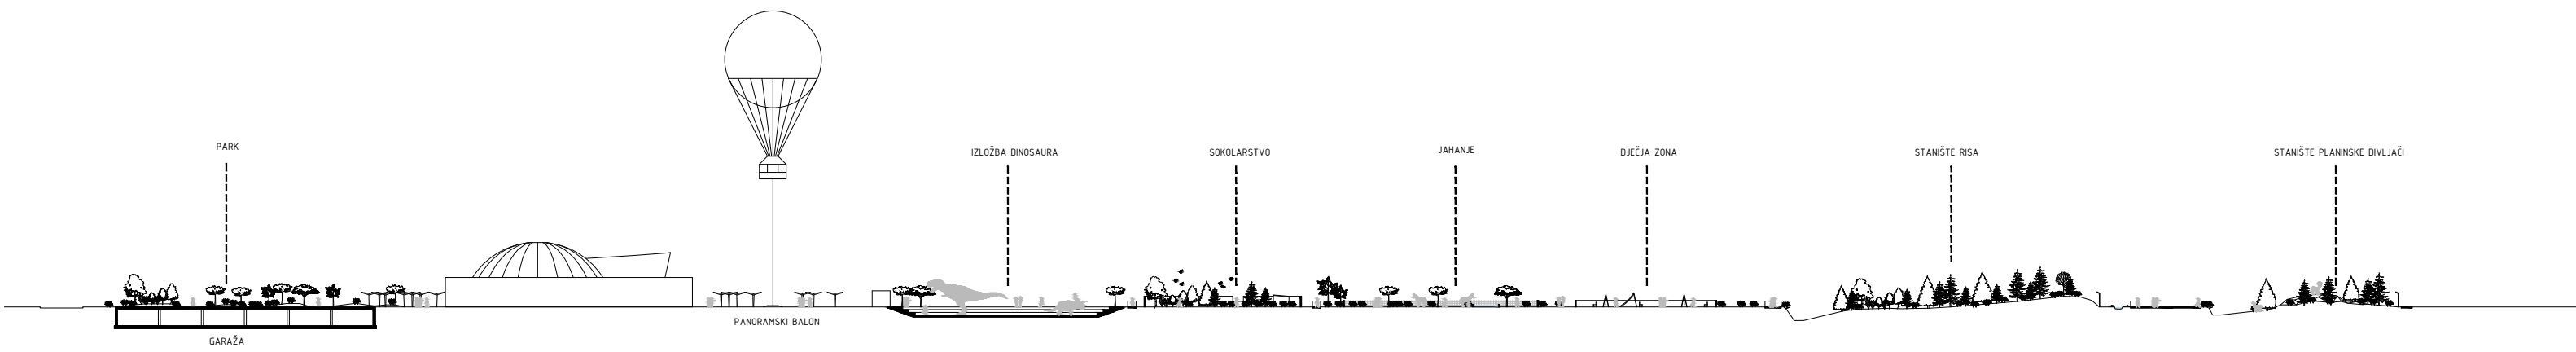 PARK
IZLOŽBA DINOSAURA
SOKOLARSTVO
JAHANJE
DJEČJA ZONA
STANIŠTE RISA
STANIŠTE PLANINSKE DIVLJAČI
PANORAMSKI BALON
GARAŽA